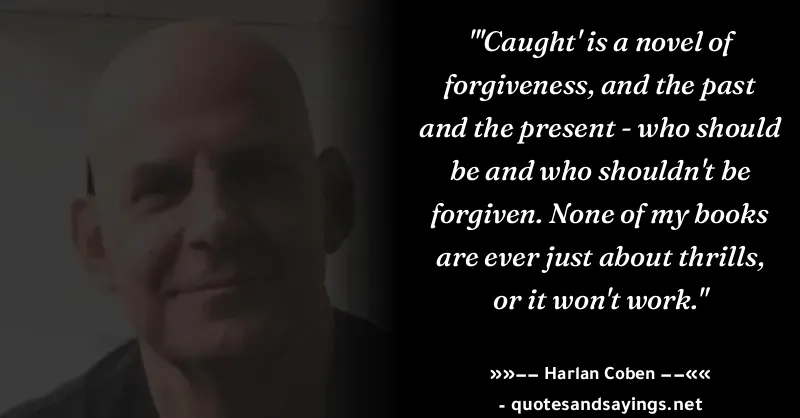 "'Caught' is a novel of
forgiveness, and the past
and the present - who should
be and who shouldn't be
forgiven. None of my books
are ever just about thrills,
or it won't work."
»»−− Harlan Coben −−««
- quotesandsayings.net